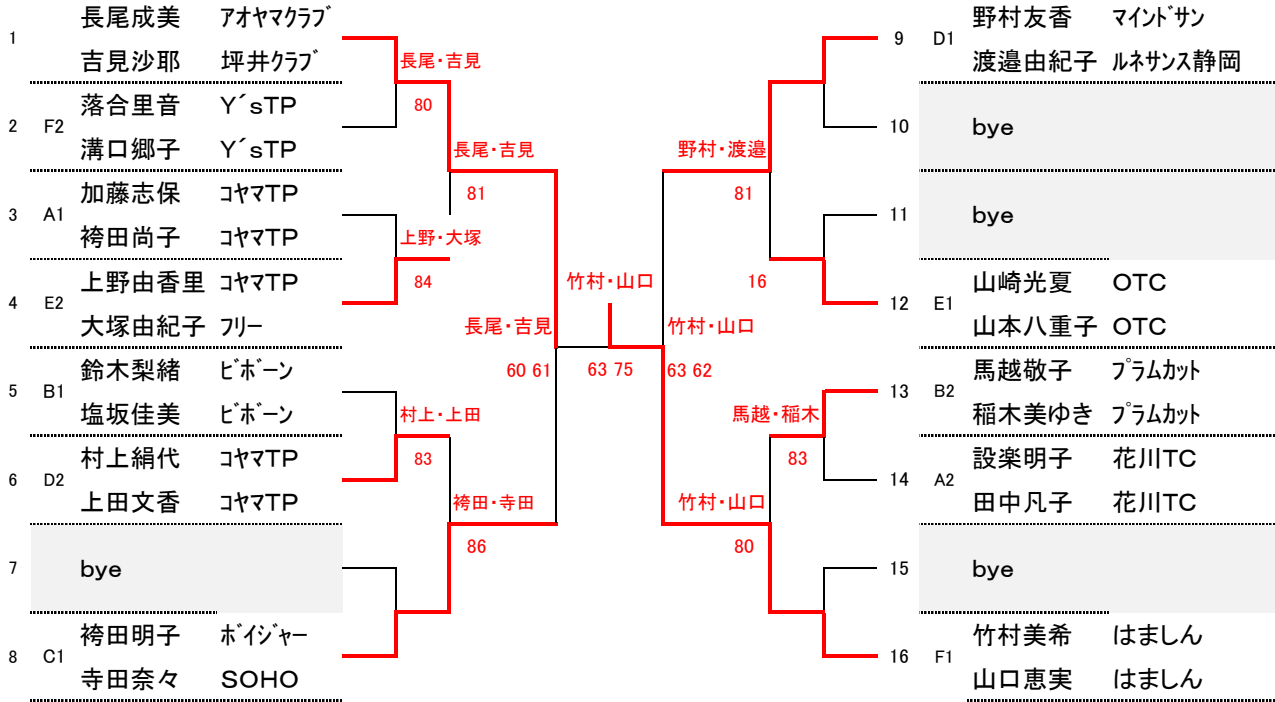 長尾成美 アオヤマクラブ
1
吉見沙耶 坪井クラブ
落合里音 Y´sTP
2 F2
溝口郷子 Y´sTP
加藤志保 コヤマTP
3 A1
袴田尚子 コヤマTP
上野由香里 コヤマTP
4 E2
大塚由紀子 フリー
鈴木梨緒 ビボーン
5 B1
塩坂佳美 ビボーン
村上絹代 コヤマTP
6 D2
上田文香 コヤマTP
7 bye
袴田明子 ボイジャー
8 C1
寺田奈々 SOHO
長尾・吉見
80
上野・大塚
84
村上・上田
83
長尾・吉見
81
袴田・寺田
86
長尾・吉見
60 61
竹村・山口
63 75
竹村・山口
63 62
野村・渡邉
81
竹村・山口
80
16
馬越・稲木
83
野村友香 マインドサン
9 D1
渡邉由紀子 ルネサンス静岡
10 bye
11 bye
山崎光夏 OTC
12 E1
山本八重子 OTC
馬越敬子 プラムカット
13 B2
稲木美ゆき プラムカット
設楽明子 花川TC
14 A2
田中凡子 花川TC
15 bye
竹村美希 はましん
16 F1
山口恵実 はましん